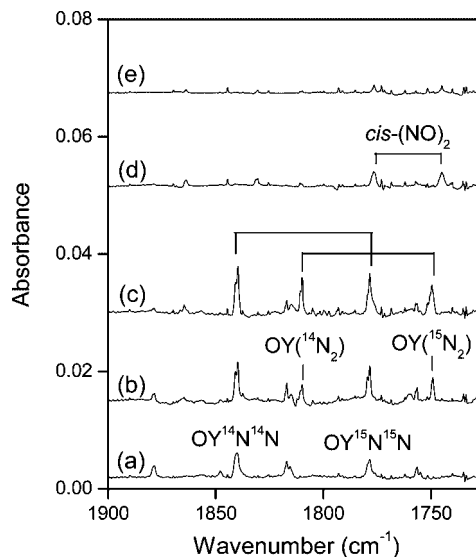 0.08
(e)
cis-(NO)₂
0.06
(d)
0.04
(c)
OY(¹⁴N₂)
OY(¹⁵N₂)
0.02
(b)
OY¹⁴N¹⁴N
OY¹⁵N¹⁵N
(a)
0.00
1900
1850
1800
1750
Absorbance
Wavenumber (cm⁻¹)